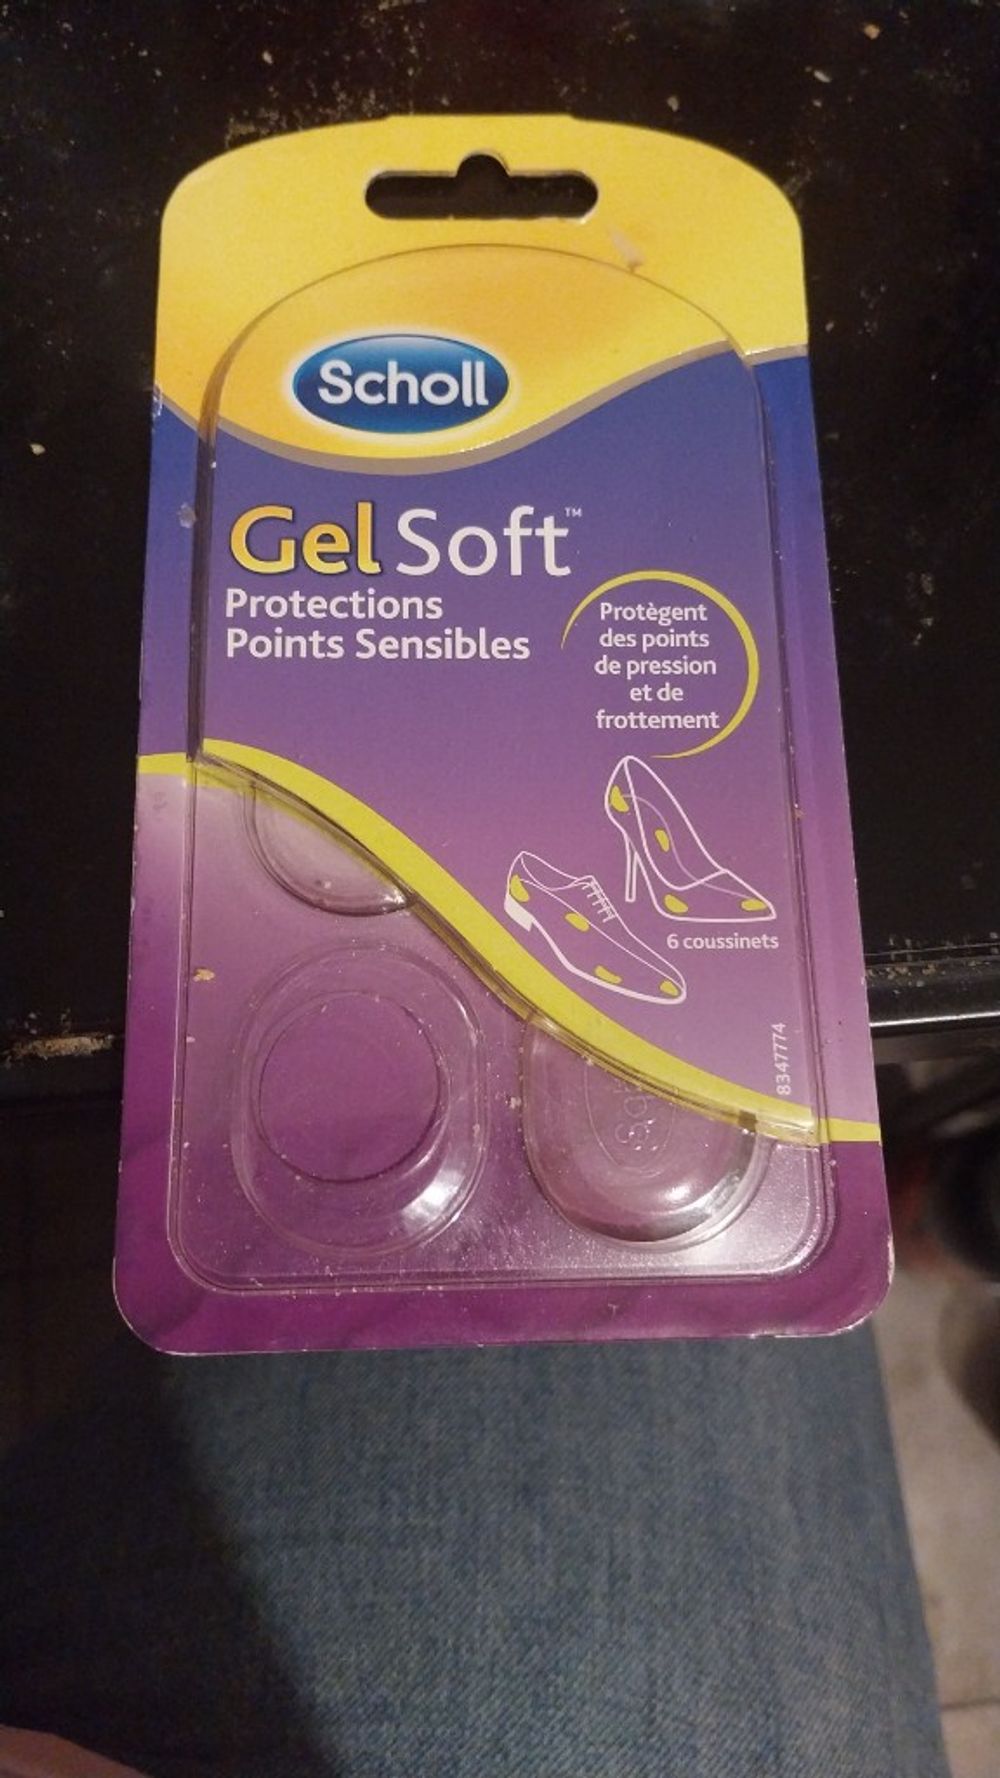 Scholl
Gel Soft™
Protections
Points Sensibles
Protègent
des points
de pression
et de
frottement
6 coussinets
8347774